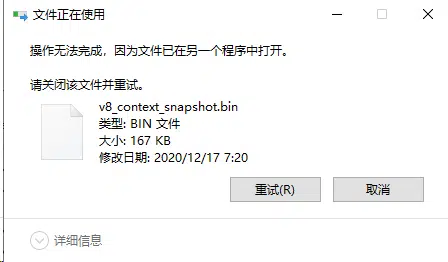 文件正在使用
操作无法完成，因为文件已在另一个程序中打开。
请关闭该文件并重试。
v8_context_snapshot.bin
类型: BIN 文件
大小: 167 KB
修改日期: 2020/12/17 7:20
重试(R)
取消
详细信息